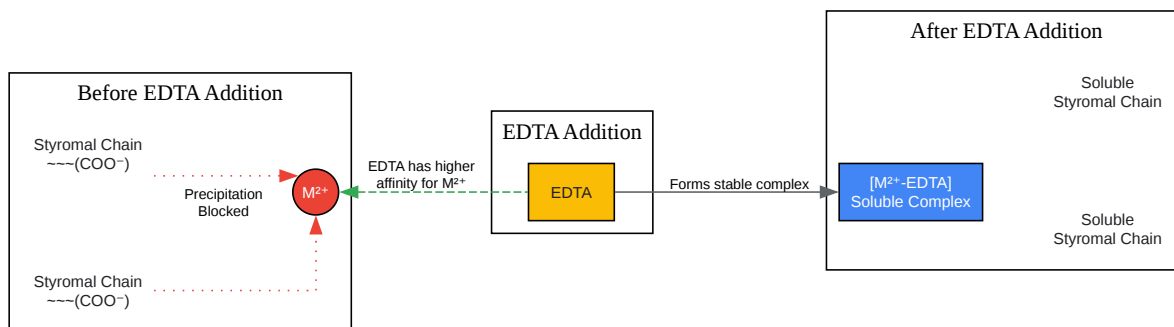 Before EDTA Addition
Styromal Chain
~~~(COO⁻)
Precipitation
Blocked
M²⁺
Styromal Chain
~~~(COO⁻)
EDTA has higher
affinity for M²⁺
EDTA Addition
EDTA
Forms stable complex
After EDTA Addition
Soluble
Styromal Chain
[M²⁺-EDTA]
Soluble Complex
Soluble
Styromal Chain